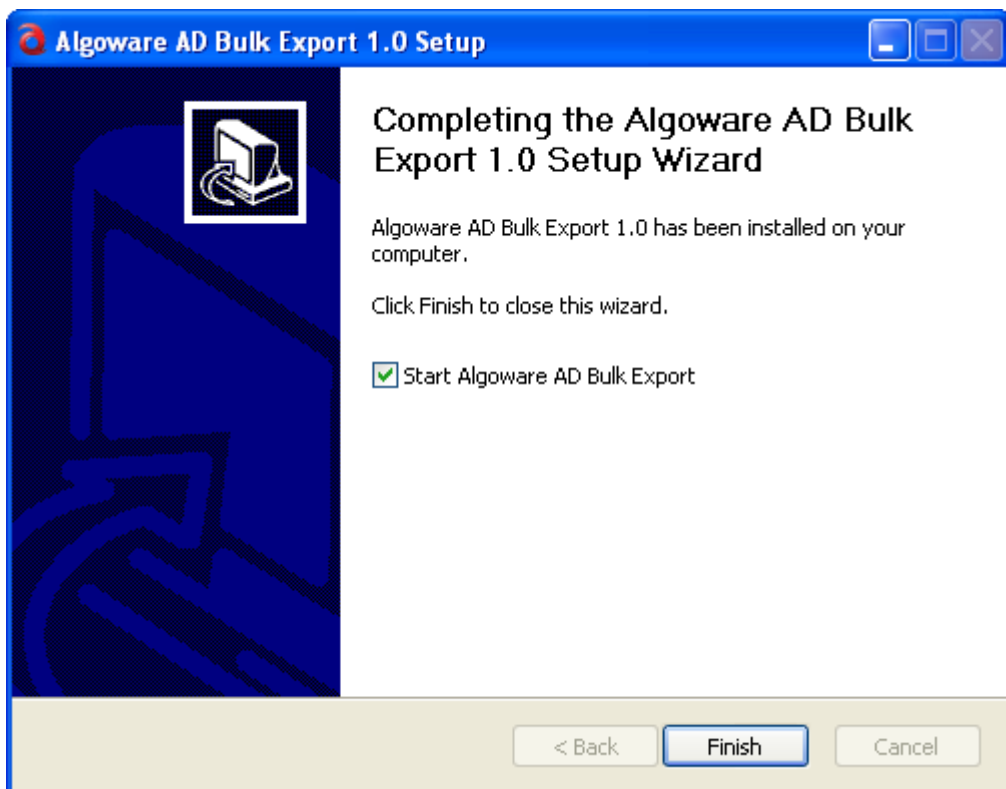 Algoware AD Bulk Export 1.0 Setup
Completing the Algoware AD Bulk
Export 1.0 Setup Wizard
Algoware AD Bulk Export 1.0 has been installed on your
computer.
Click Finish to close this wizard.
Start Algoware AD Bulk Export
< Back Finish Cancel